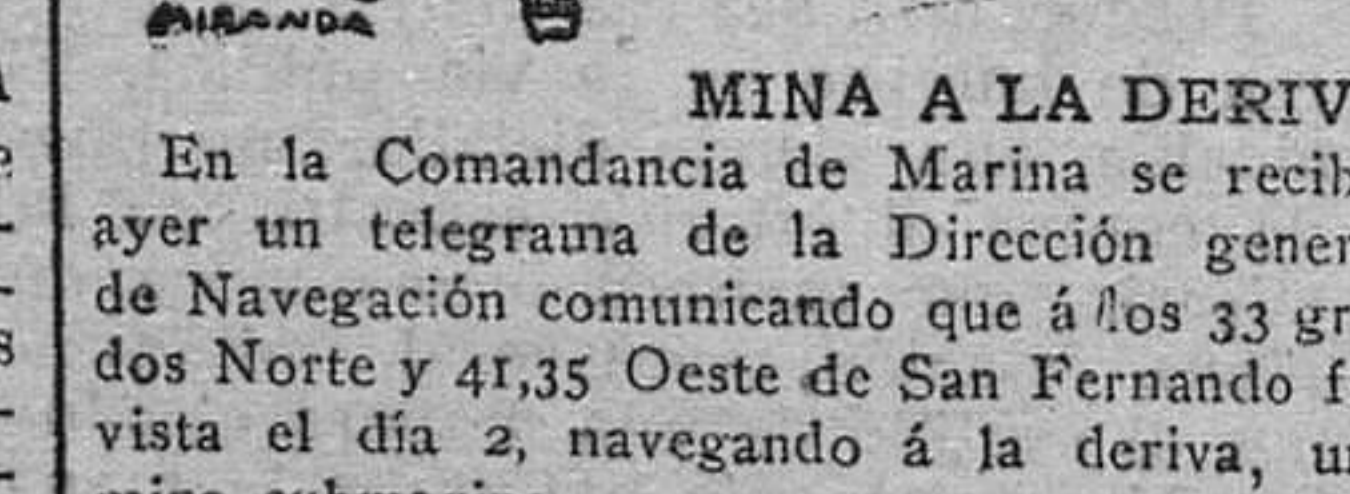 MIRANDA
MINA A LA DERIV
En la Comandancia de Marina se recib
ayer un telegrama de la Dirección gener
de Navegación comunicando que á los 33 gr
dos Norte y 41,35 Oeste de San Fernando f
vista el día 2, navegando á la deriva, un